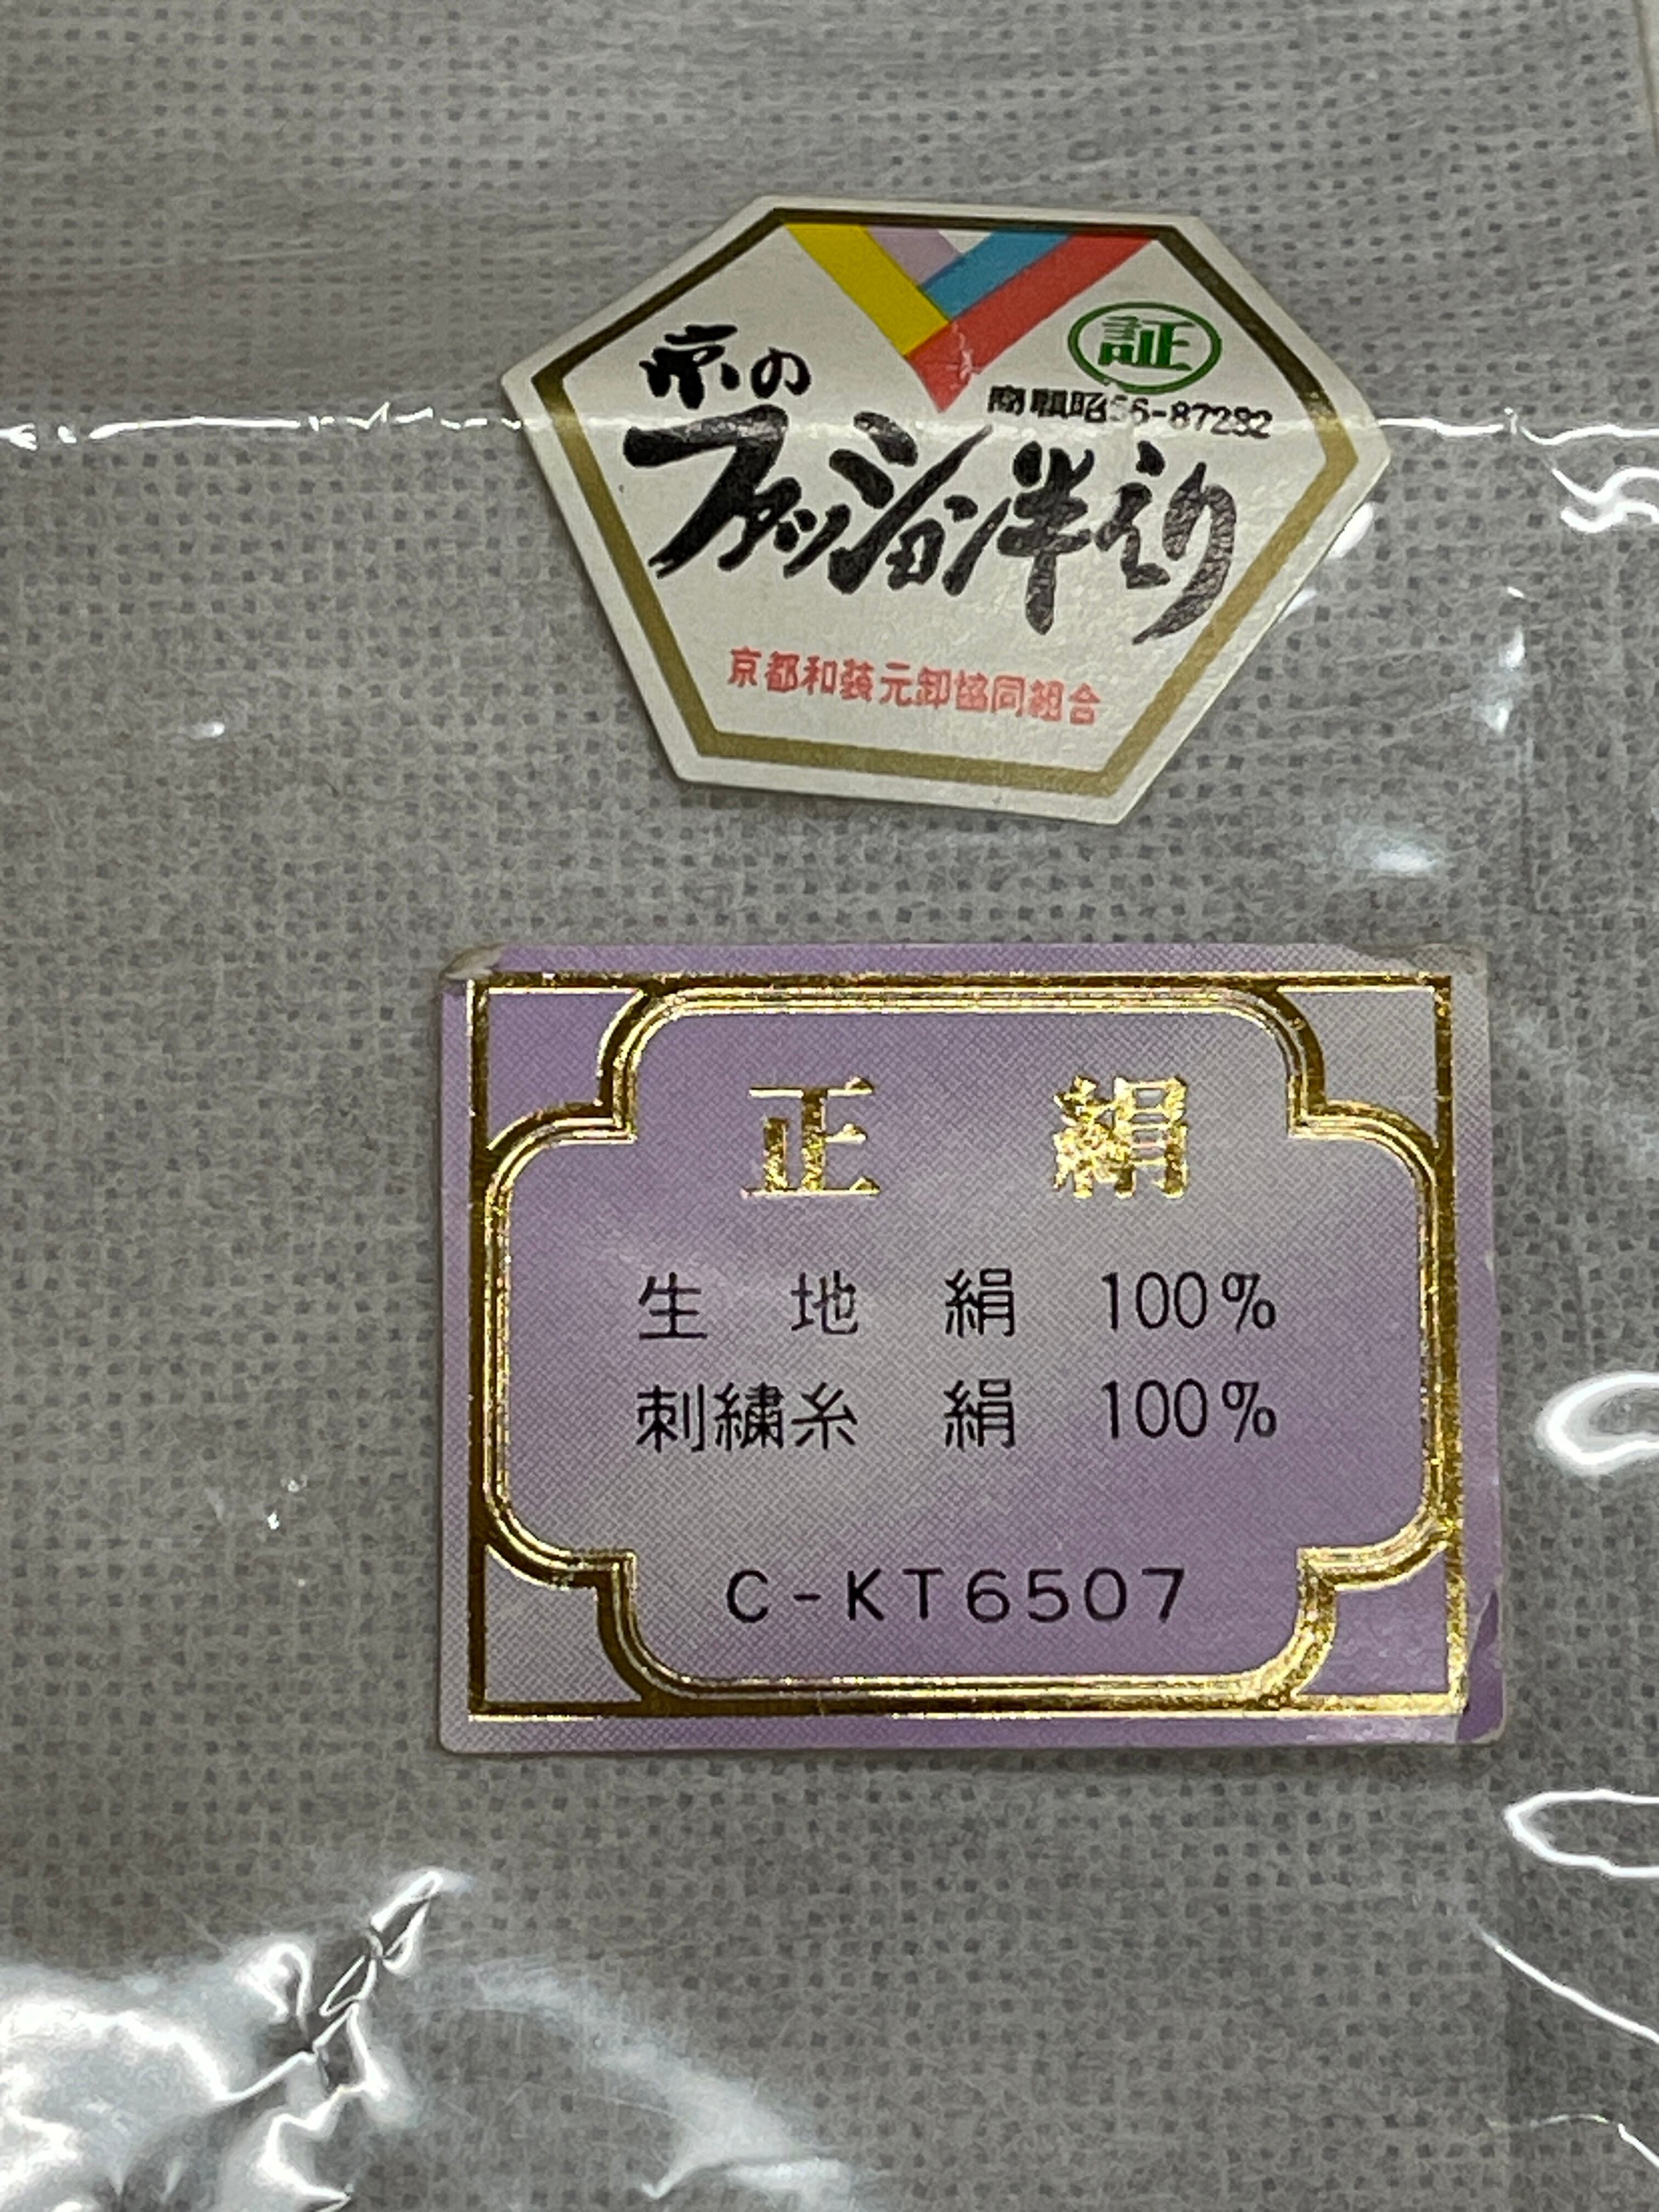 証
京の
商願昭56-87282
ファッション半えり
京都和装元卸協同組合
正 絹
生 地 絹 100%
刺繍糸 絹 100%
C-KT6507